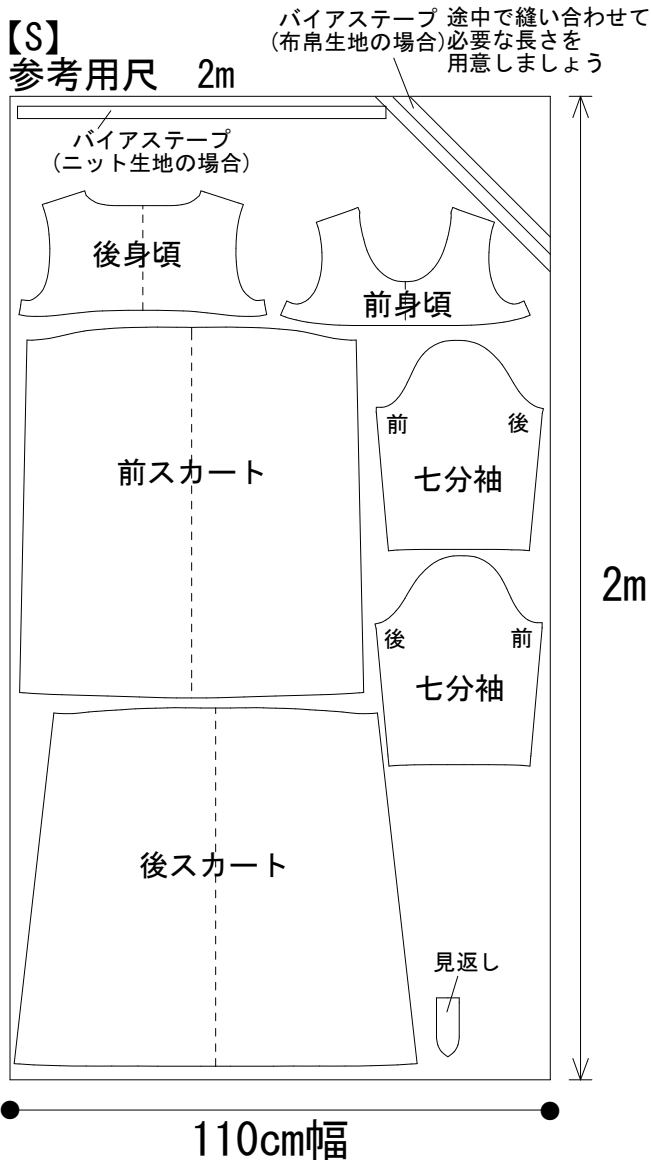 【S】
参考用尺　2m
バイアステープ
(布帛生地の場合)
途中で縫い合わせて
必要な長さを
用意しましょう
バイアステープ
(ニット生地の場合)
後身頃
前身頃
前スカート
前
後
七分袖
後
前
七分袖
2m
後スカート
見返し
110cm幅